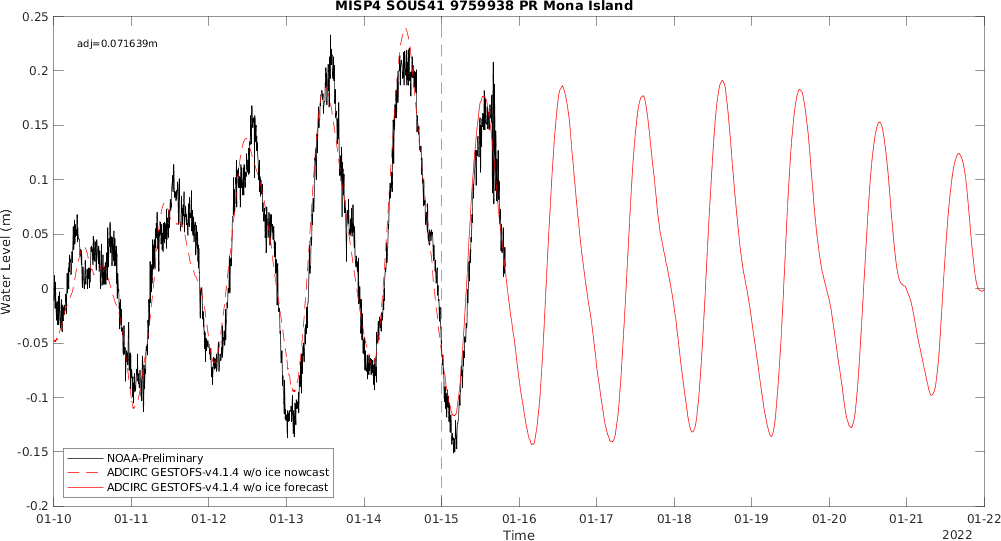 MISP4 SOUS41 9759938 PR Mona Island
adj=0.071639m
0.25
0.2
0.15
0.1
0.05
0
-0.05
-0.1
-0.15
-0.2
Water Level (m)
NOAA-Preliminary
ADCIRC GESTOFS-v4.1.4 w/o ice nowcast
ADCIRC GESTOFS-v4.1.4 w/o ice forecast
01-10 01-11 01-12 01-13 01-14 01-15 01-16 01-17 01-18 01-19 01-20 01-21 01-22
Time
2022